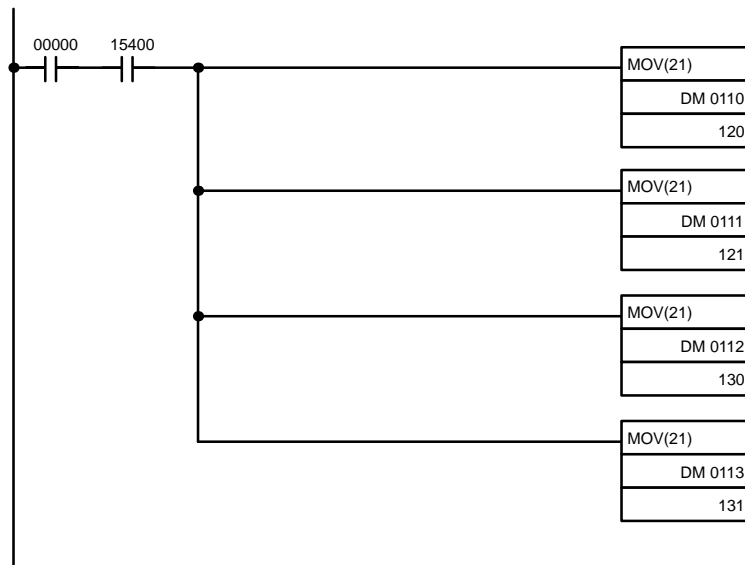 00000 15400
MOV(21)
DM 0110
120
MOV(21)
DM 0111
121
MOV(21)
DM 0112
130
MOV(21)
DM 0113
131